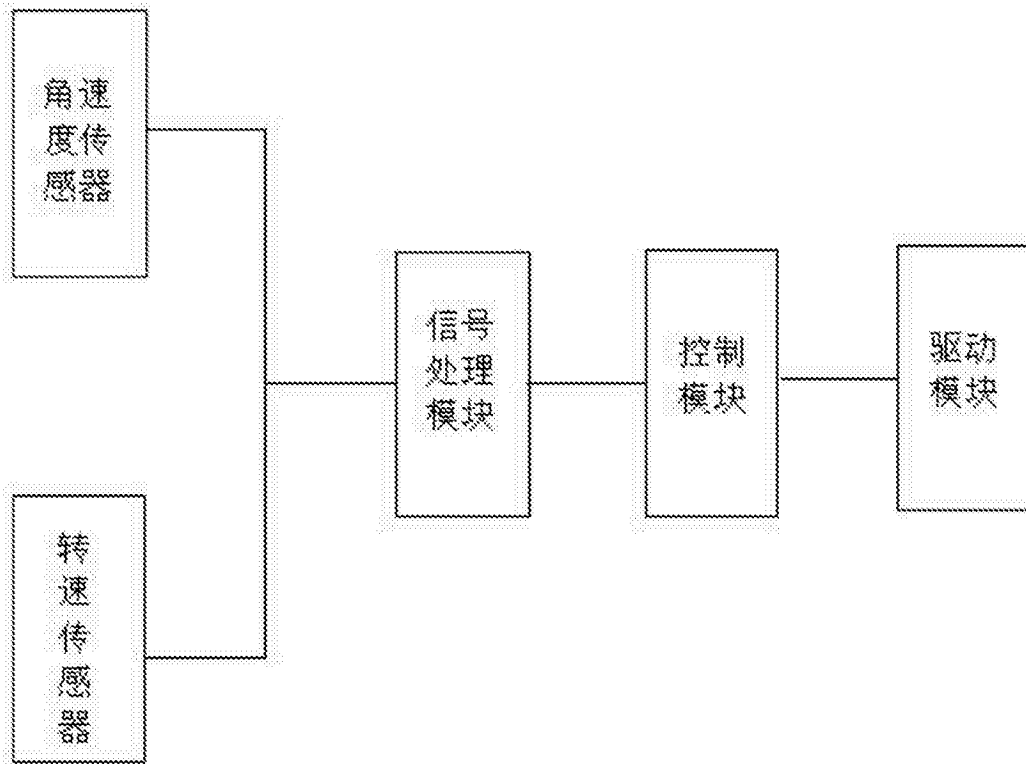 角速
度传
感器
信号
处理
模块
控制
模块
驱动
模块
转
速
传
感
器